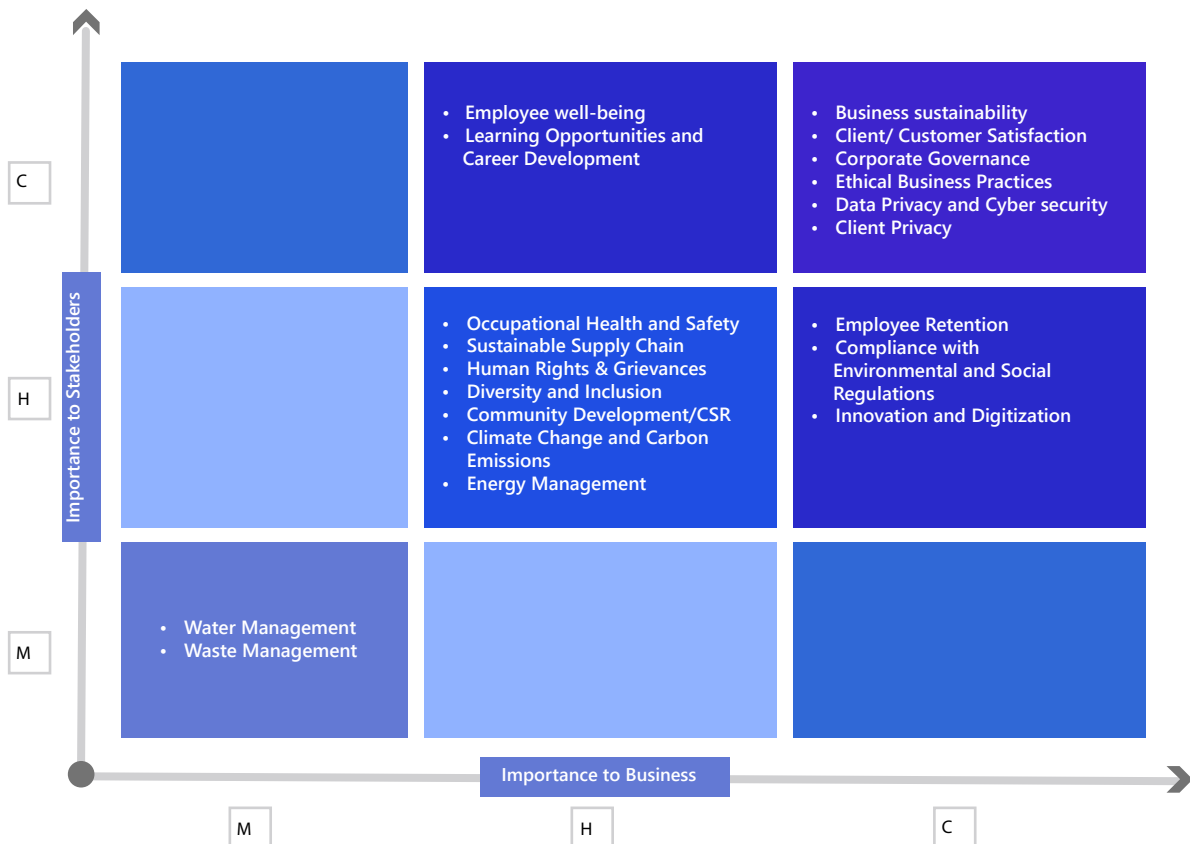 C
• Employee well-being
• Learning Opportunities and
Career Development
• Business sustainability
• Client/ Customer Satisfaction
• Corporate Governance
• Ethical Business Practices
• Data Privacy and Cyber security
• Client Privacy
Importance to Stakeholders
H
• Occupational Health and Safety
• Sustainable Supply Chain
• Human Rights & Grievances
• Diversity and Inclusion
• Community Development/CSR
• Climate Change and Carbon
Emissions
• Energy Management
• Employee Retention
• Compliance with
Environmental and Social
Regulations
• Innovation and Digitization
M
• Water Management
• Waste Management
Importance to Business
M
H
C